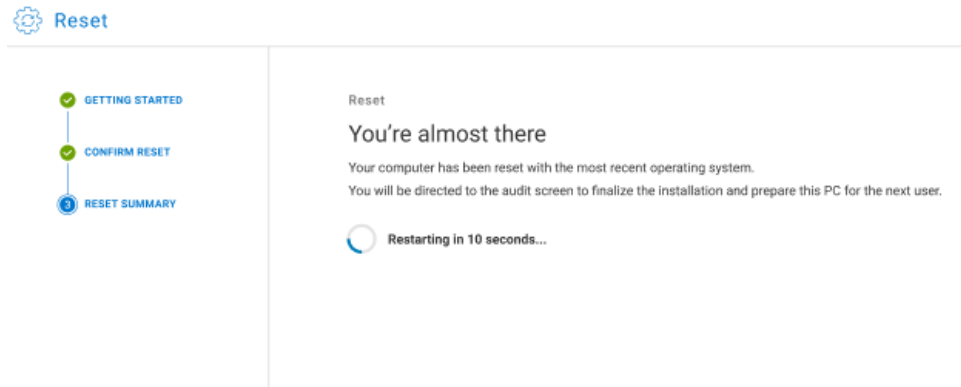 Reset
GETTING STARTED
CONFIRM RESET
3 RESET SUMMARY
Reset
You're almost there
Your computer has been reset with the most recent operating system.
You will be directed to the audit screen to finalize the installation and prepare this PC for the next user.
Restarting in 10 seconds...